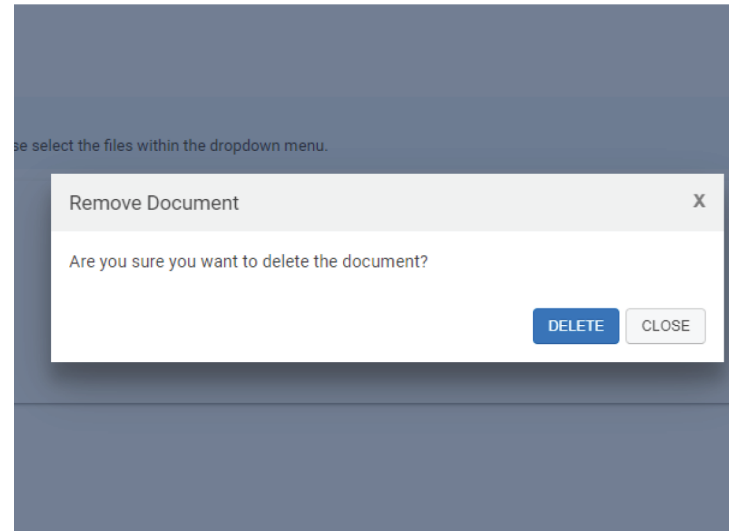 se select the files within the dropdown menu.
Remove Document X
Are you sure you want to delete the document?
DELETE CLOSE